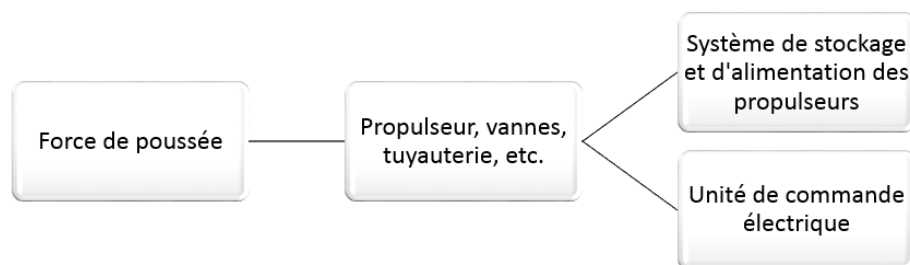 Force de poussée
Propulseur, vannes,
tuyauterie, etc.
Système de stockage
et d'alimentation des
propulseurs
Unité de commande
électrique